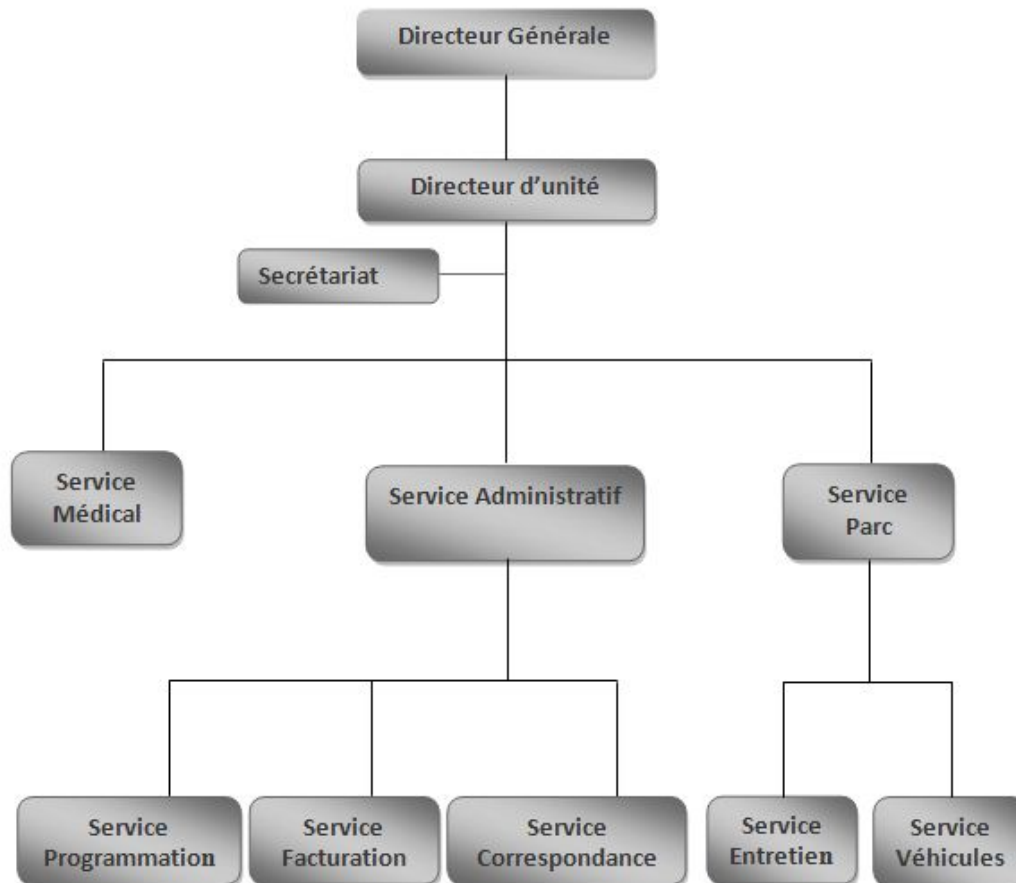 Directeur Générale
Directeur d’unité
Secrétariat
Service
Médical
Service Administratif
Service
Parc
Service
Programmation
Service
Facturation
Service
Correspondance
Service
Entretien
Service
Véhicules